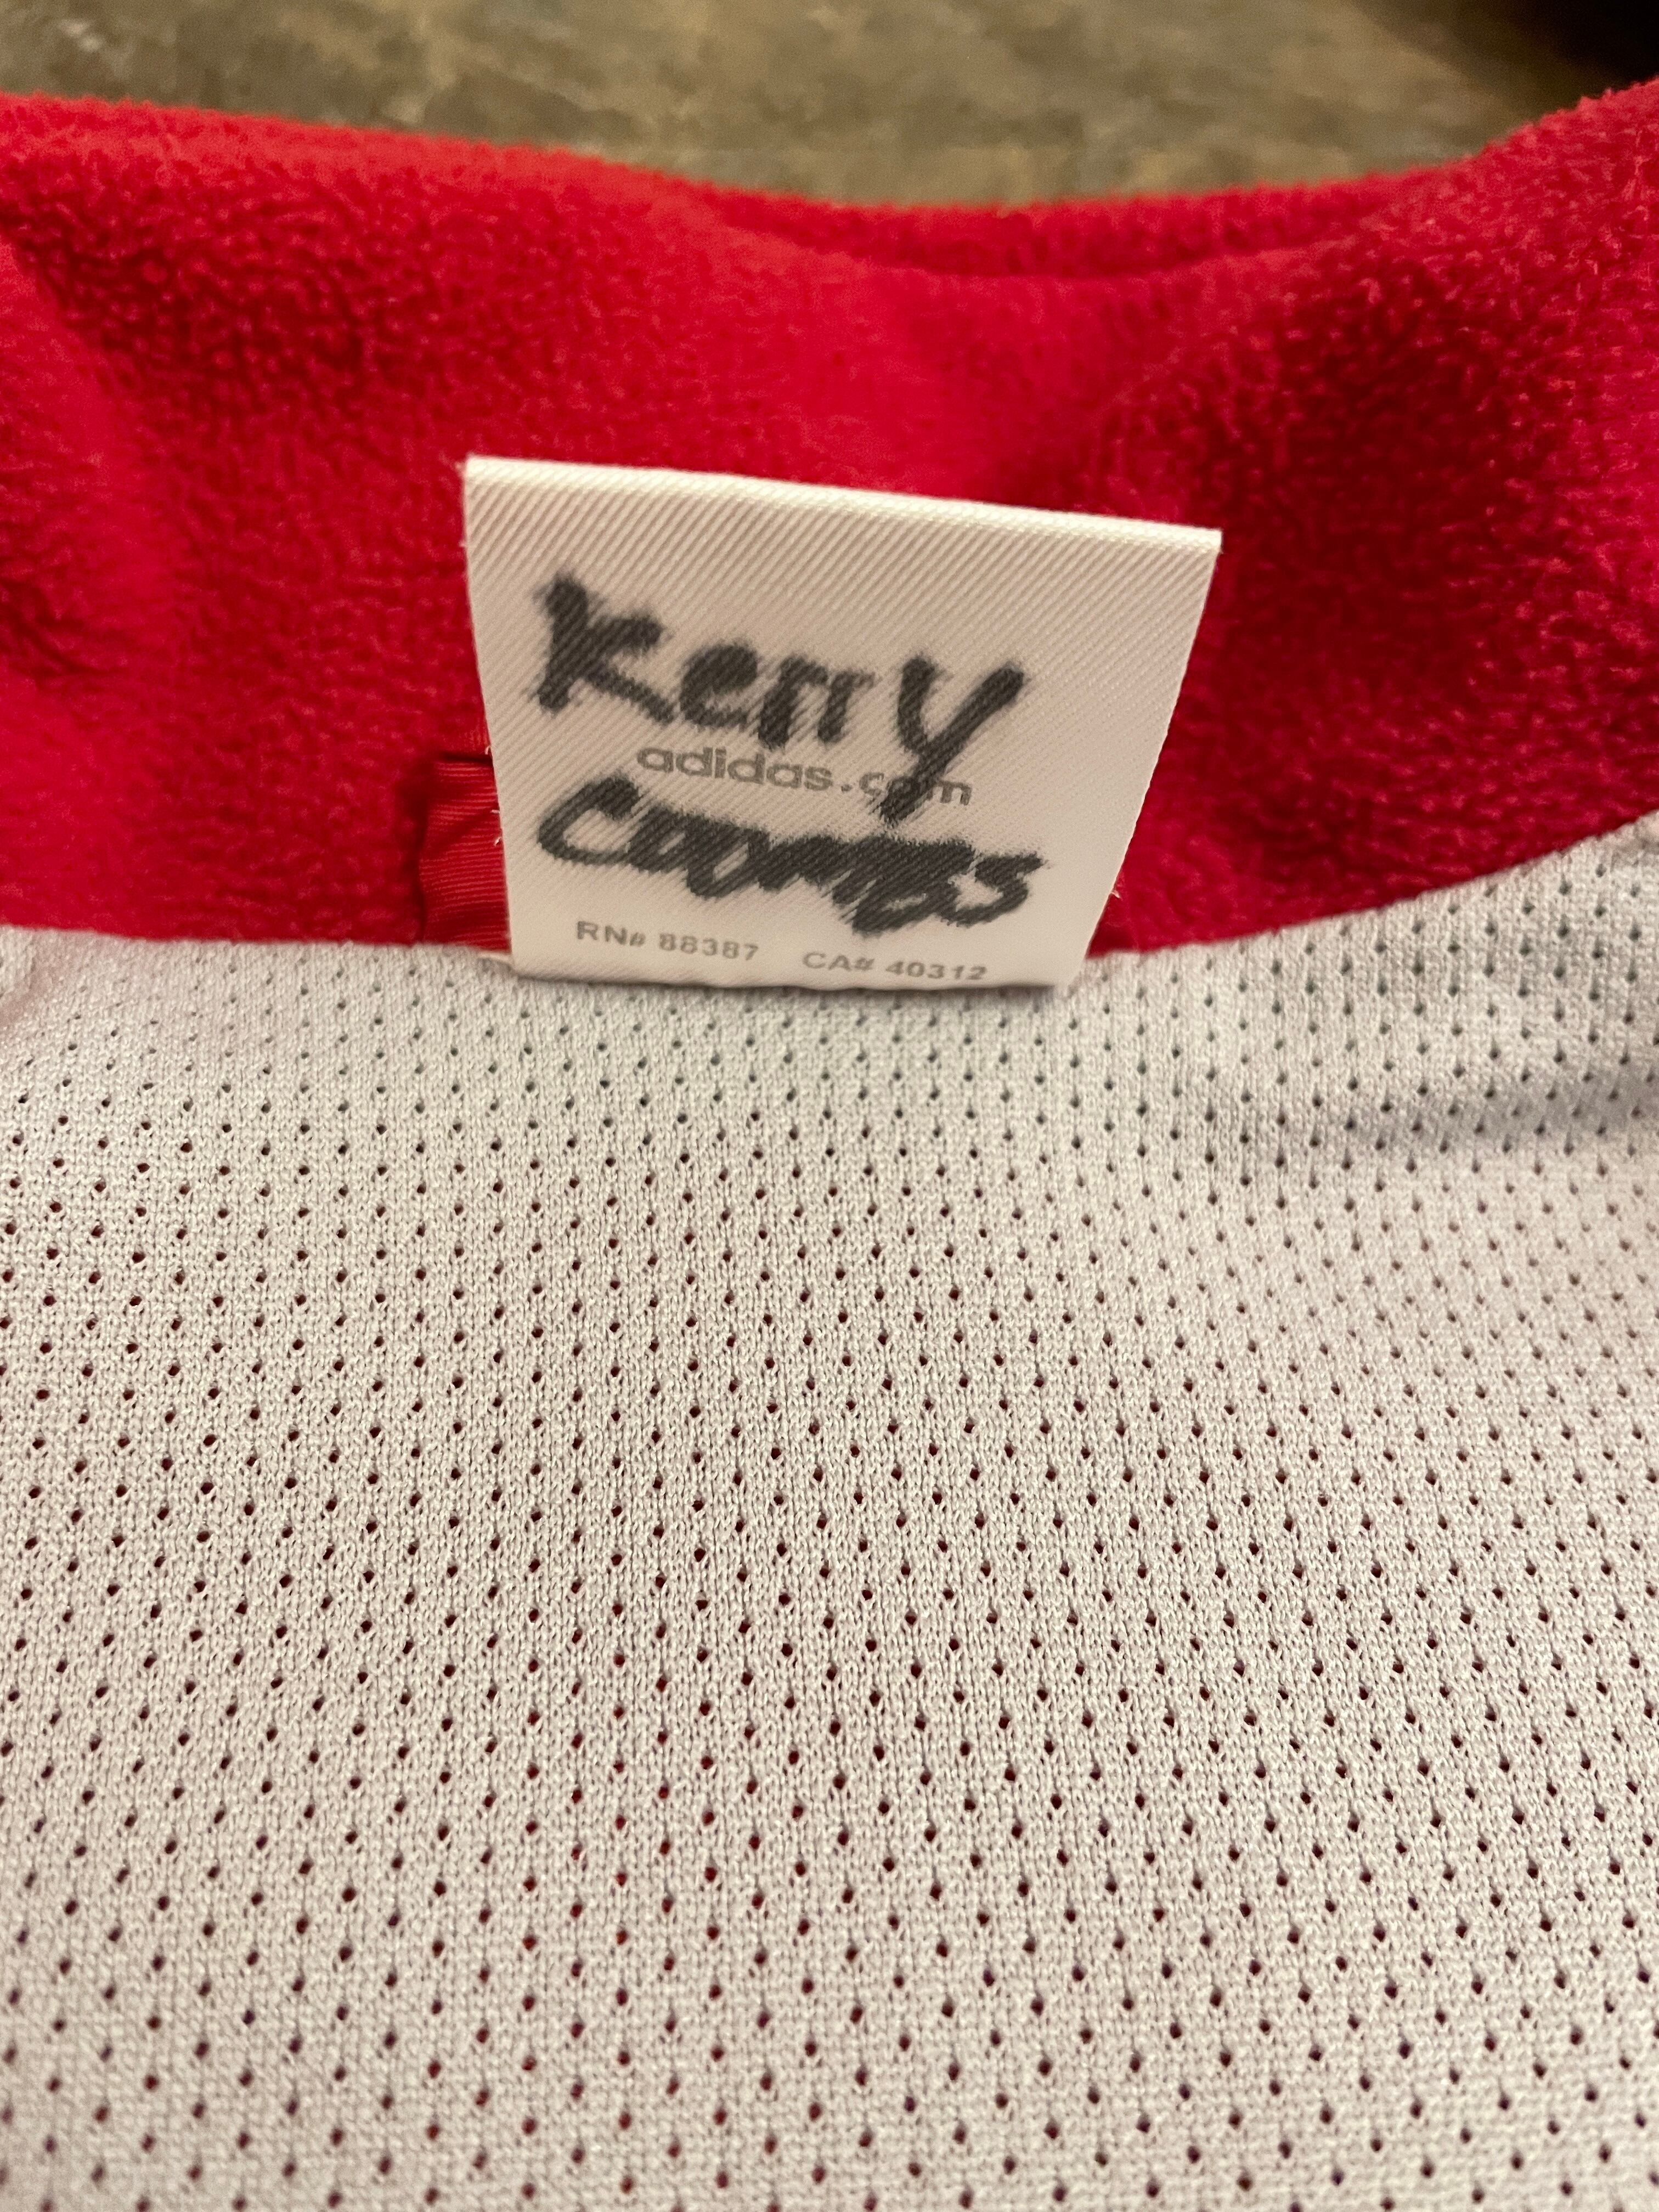 Kerry
adidas.com
Coombs
RN# 88387 CA# 40312